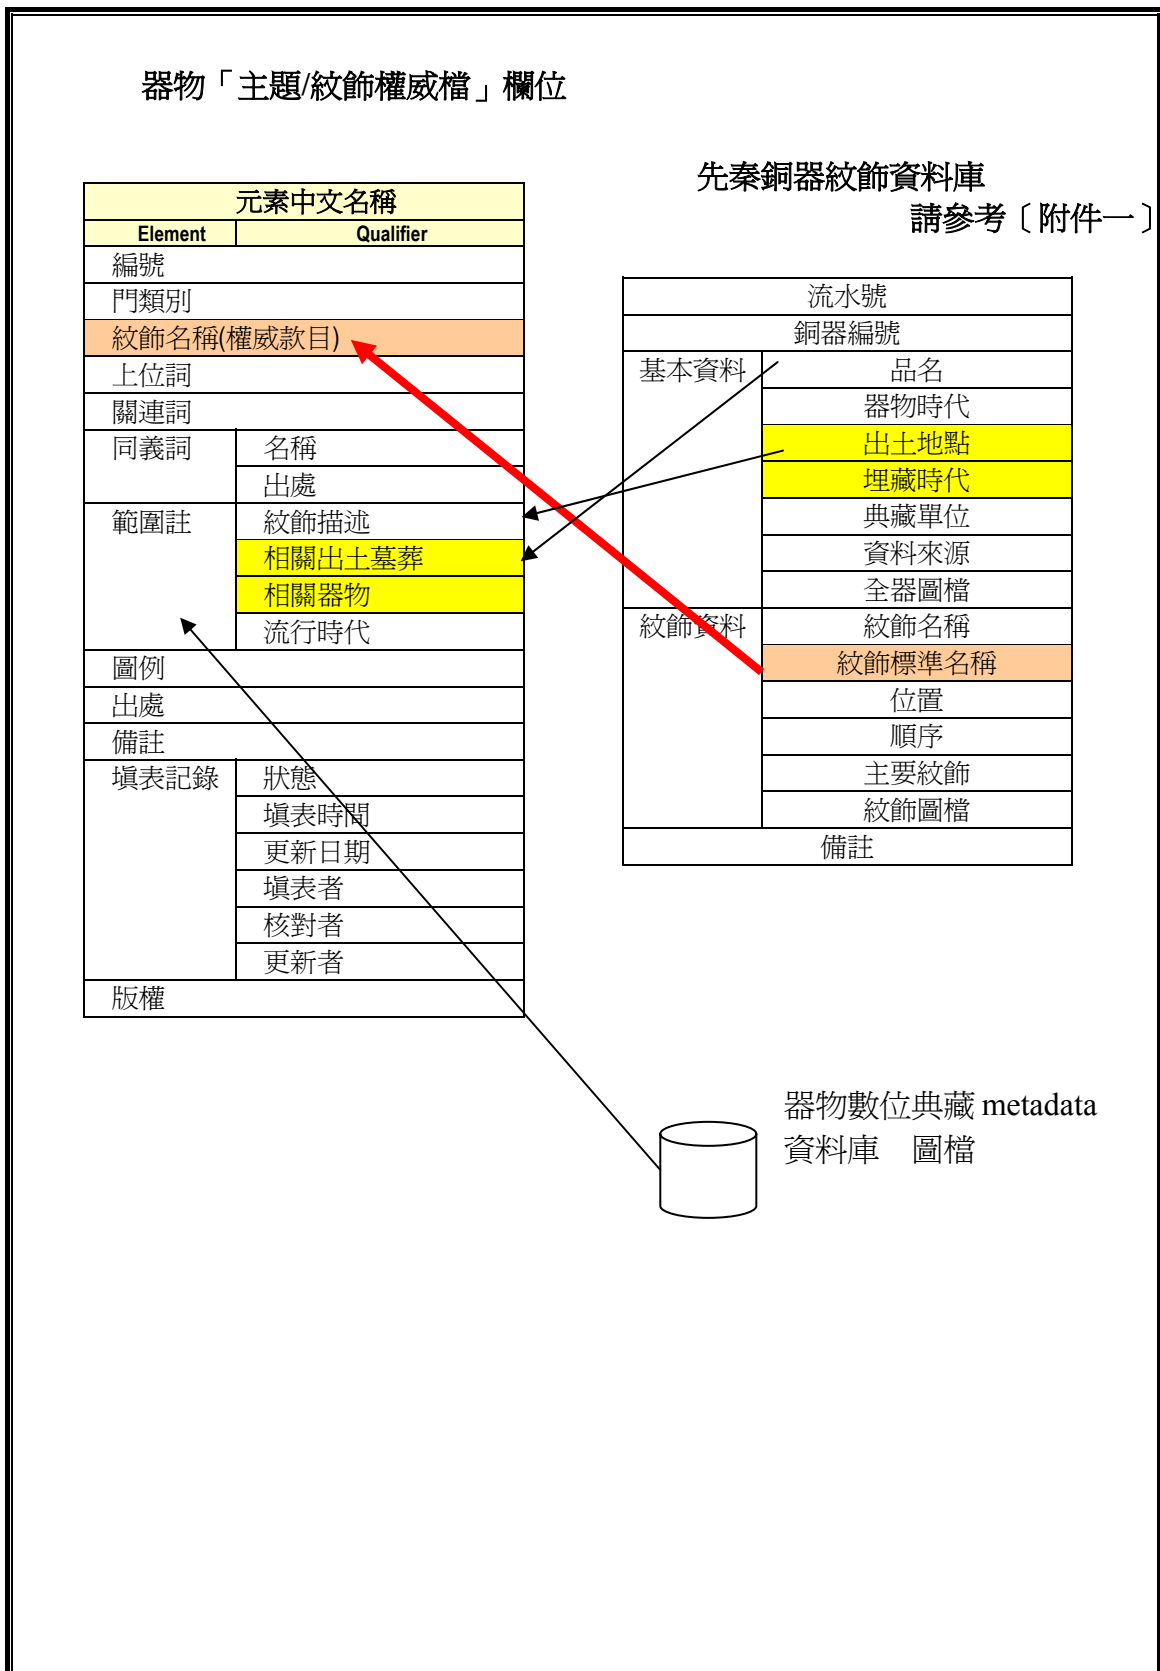 器物「主題/紋飾權威檔」欄位
先秦銅器紋飾資料庫
請參考〔附件一〕
元素中文名稱
Element Qualifier
編號
門類別
紋飾名稱(權威款目)
上位詞
關連詞
同義詞 名稱
出處
範圍註 紋飾描述
相關出土墓葬
相關器物
流行時代
圖例
出處
備註
填表記錄 狀態
填表時間
更新日期
填表者
核對者
更新者
版權
流水號
銅器編號
基本資料 品名
器物時代
出土地點
埋藏時代
典藏單位
資料來源
全器圖檔
紋飾資料 紋飾名稱
紋飾標準名稱
位置
順序
主要紋飾
紋飾圖檔
備註
器物數位典藏 metadata
資料庫 圖檔